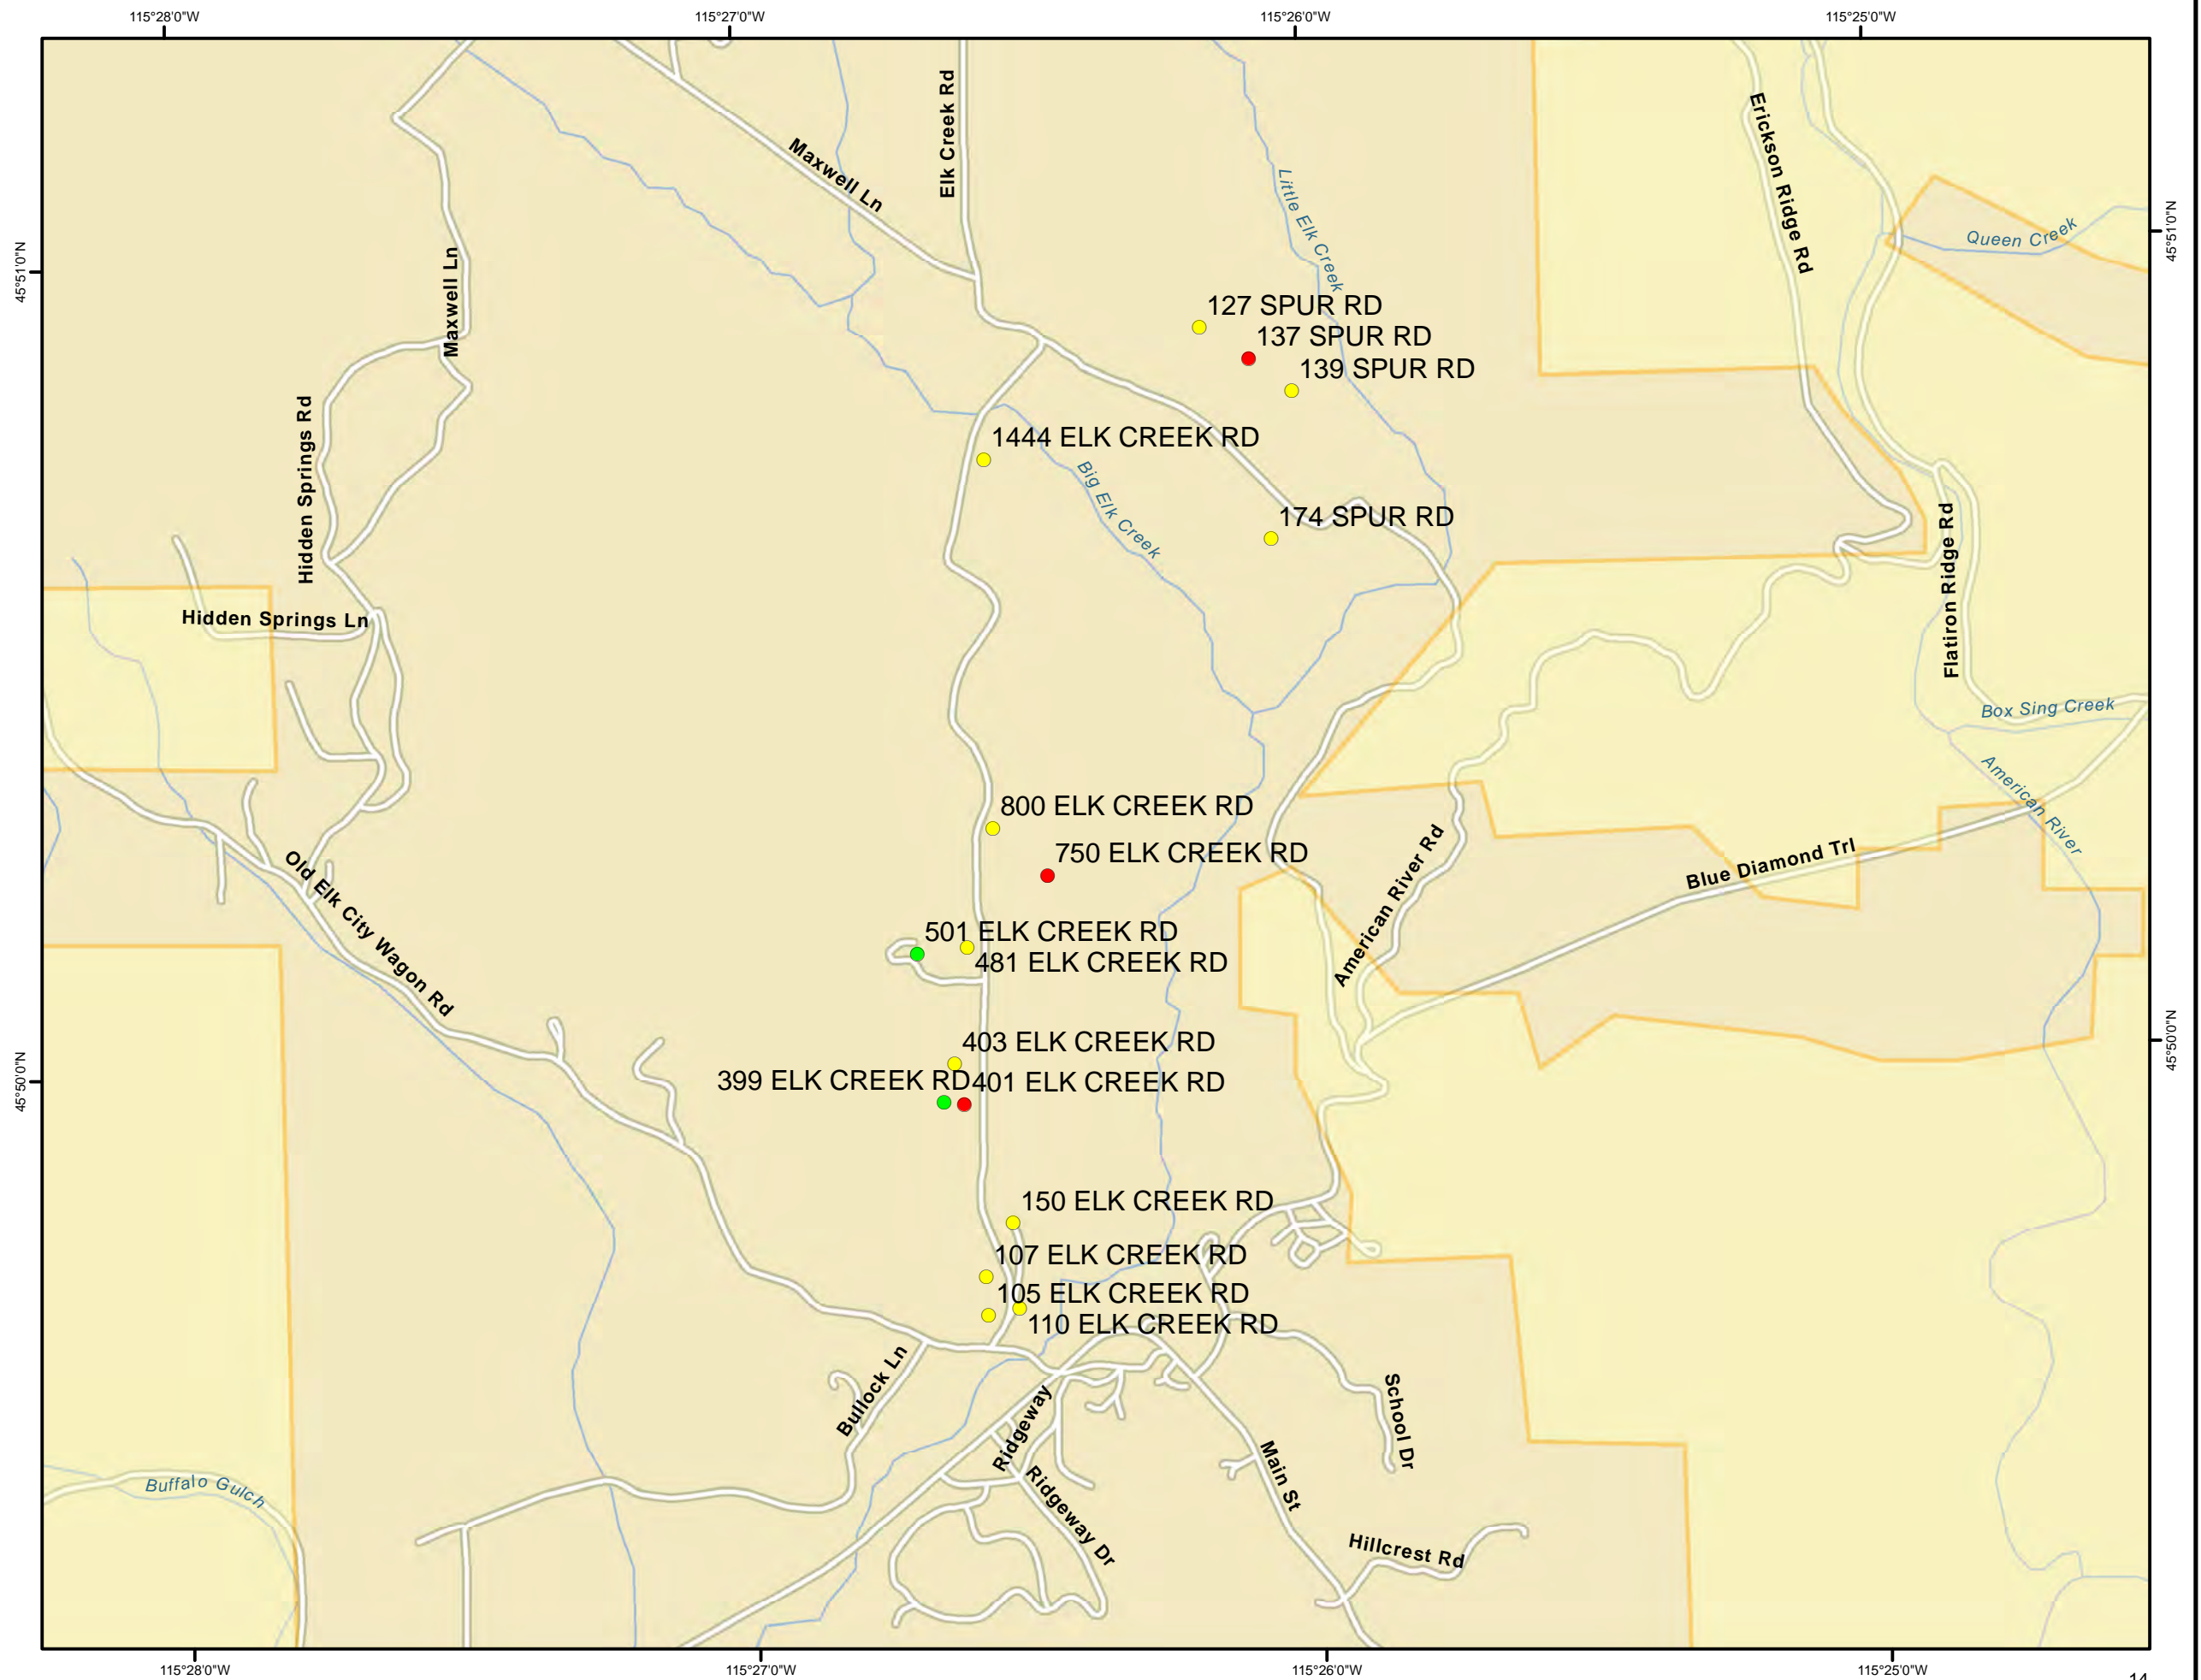 115°28'0"W
115°27'0"W
115°26'0"W
115°25'0"W
Elk Creek Rd
Maxwell Ln
Erickson Ridge Rd
Little Elk Creek
45°51'0"N
45°51'0"N
Queen Creek
Maxwell Ln
127 SPUR RD
137 SPUR RD
139 SPUR RD
Hidden Springs Rd
1444 ELK CREEK RD
Big Elk Creek
174 SPUR RD
Flatiron Ridge Rd
Hidden Springs Ln
Box Sing Creek
American River
800 ELK CREEK RD
750 ELK CREEK RD
American River Rd
Blue Diamond Trl
Old Elk City Wagon Rd
501 ELK CREEK RD
481 ELK CREEK RD
403 ELK CREEK RD
45°50'0"N
45°50'0"N
399 ELK CREEK RD
401 ELK CREEK RD
150 ELK CREEK RD
107 ELK CREEK RD
105 ELK CREEK RD
110 ELK CREEK RD
Bullock Ln
Ridgeway
School Dr
Main St
Ridgeway Dr
Buffalo Gulch
Hillcrest Rd
115°28'0"W
115°27'0"W
115°26'0"W
115°25'0"W
14